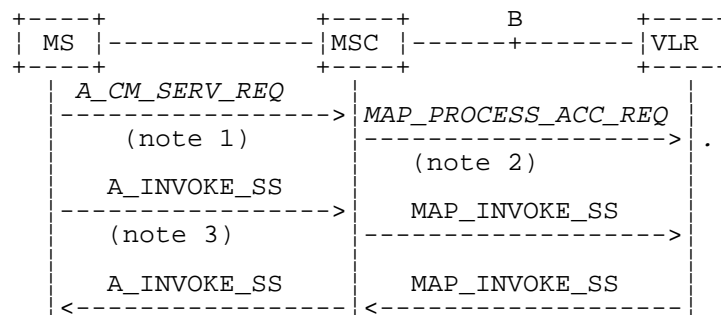 +----+ +----+ B +-----
| MS |-------------|MSC |------+------|VLR
+----+ +----+ +-----
| A_CM_SERV_REQ | |
|----------------->|MAP_PROCESS_ACC_REQ |
| (note 1) |------------------->|.
| | (note 2) |
| A_INVOKE_SS | |
|----------------->| MAP_INVOKE_SS |
| (note 3) |------------------->|
| | |
| A_INVOKE_SS | MAP_INVOKE_SS |
|<-----------------|<-------------------|